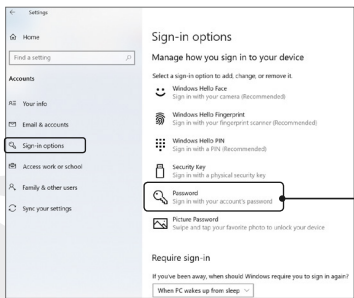 Settings
Home
Sign-in options
Find a setting
Manage how you sign in to your device
Accounts
Select a sign-in option to add, change, or remove it.
Windows Hello Face
Sign in with your camera (Recommended)
Your info
Windows Hello Fingerprint
Sign in with your fingerprint scanner (Recommended)
Email & accounts
Windows Hello PIN
Sign in with a PIN (Recommended)
Sign-in options
Security Key
Sign in with a physical security key
Access work or school
Password
Sign in with your account's password
Family & other users
Sync your settings
Picture Password
Swipe and tap your favorite photo to unlock your device
Require sign-in
If you've been away, when should Windows require you to sign in again?
When PC wakes up from sleep